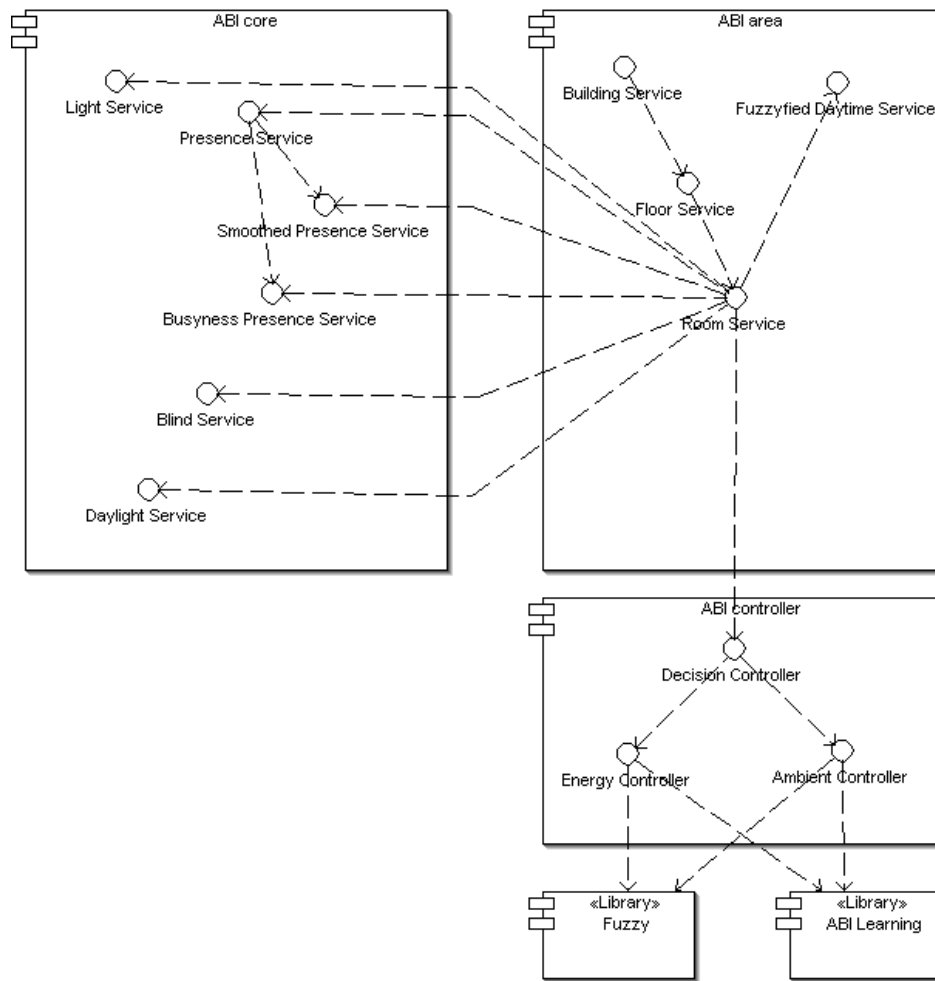 ABI core
Light Service
Presence Service
Smoothed Presence Service
Busyness Presence Service
Blind Service
Daylight Service
ABI area
Building Service
Fuzzyfied Daytime Service
Floor Service
Room Service
ABI controller
Decision Controller
Energy Controller
Ambient Controller
«Library»
Fuzzy
«Library»
ABI Learning